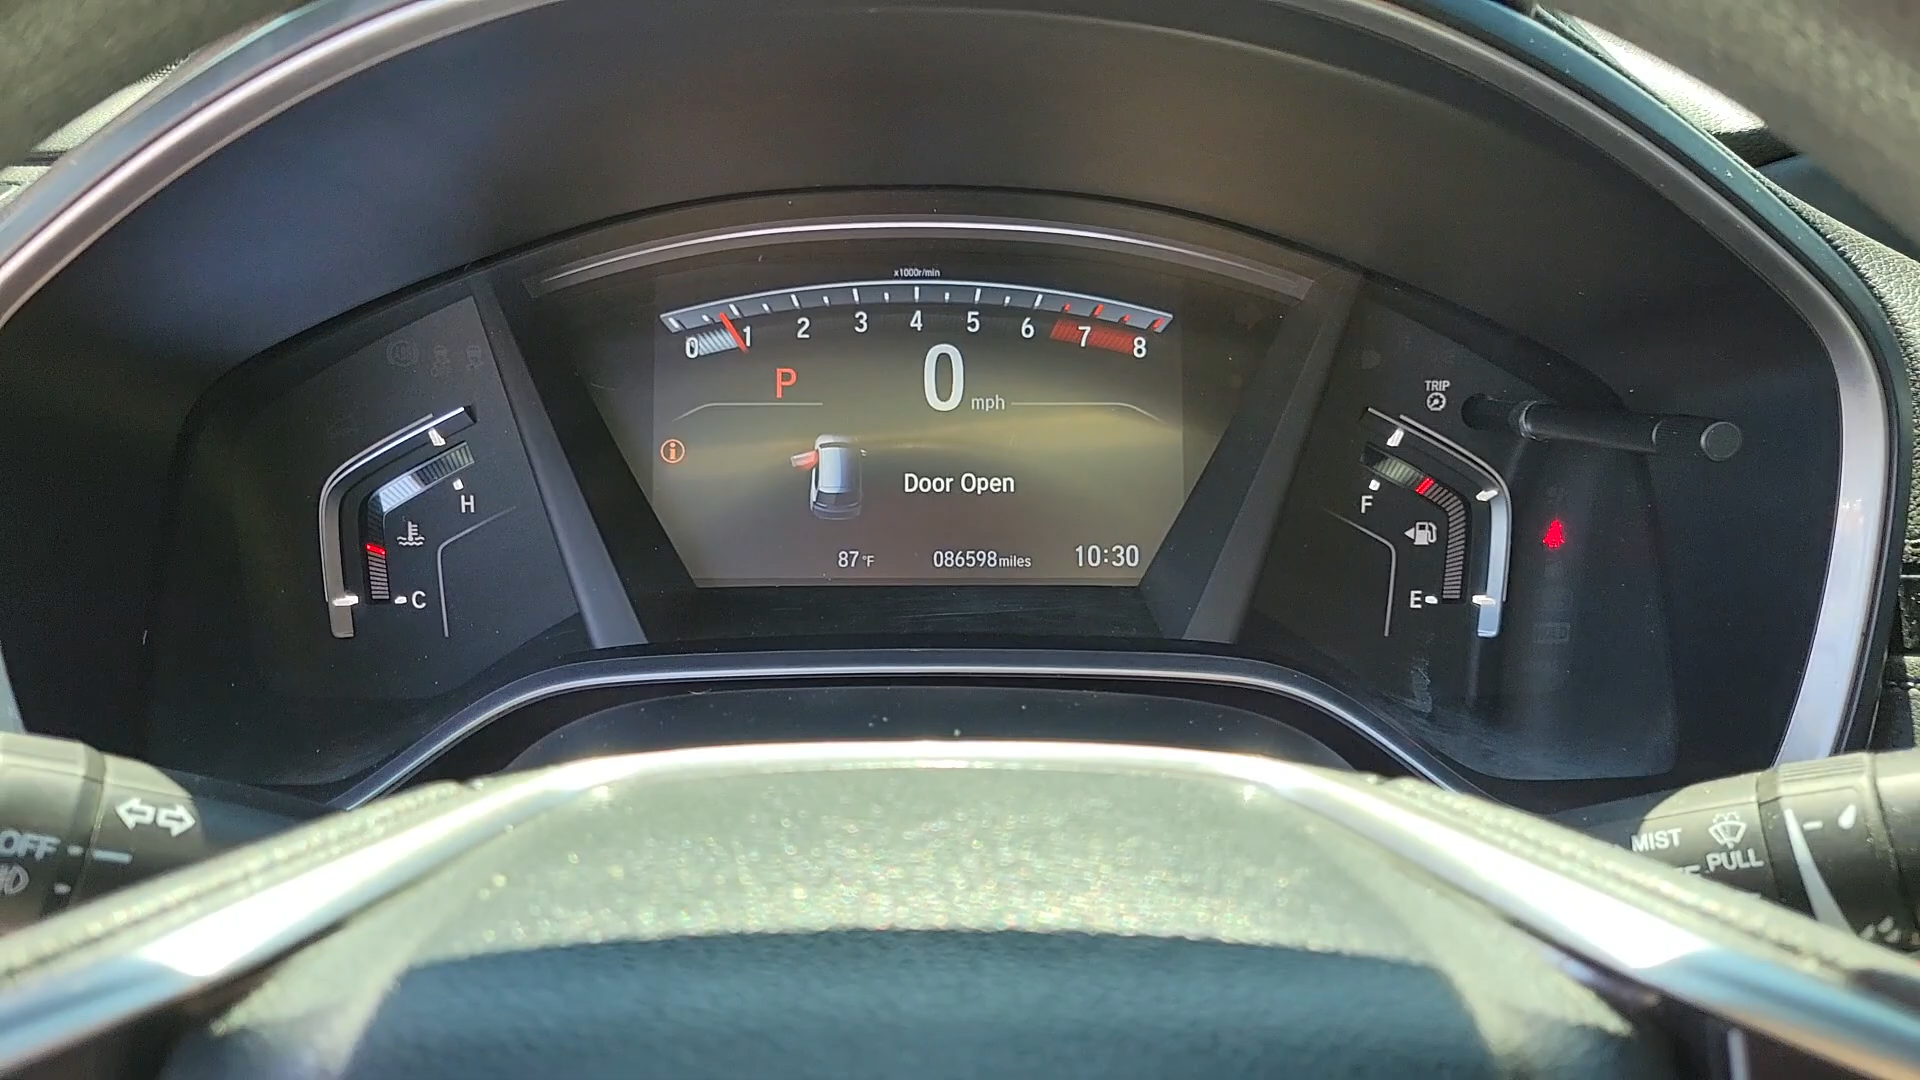 x1000r/min
0 1 2 3 4 5 6 7 8
P
0 mph
TRIP
H
F
Door Open
C
E
87°F
086598 miles
10:30
HOLD
OFF
MIST
PULL